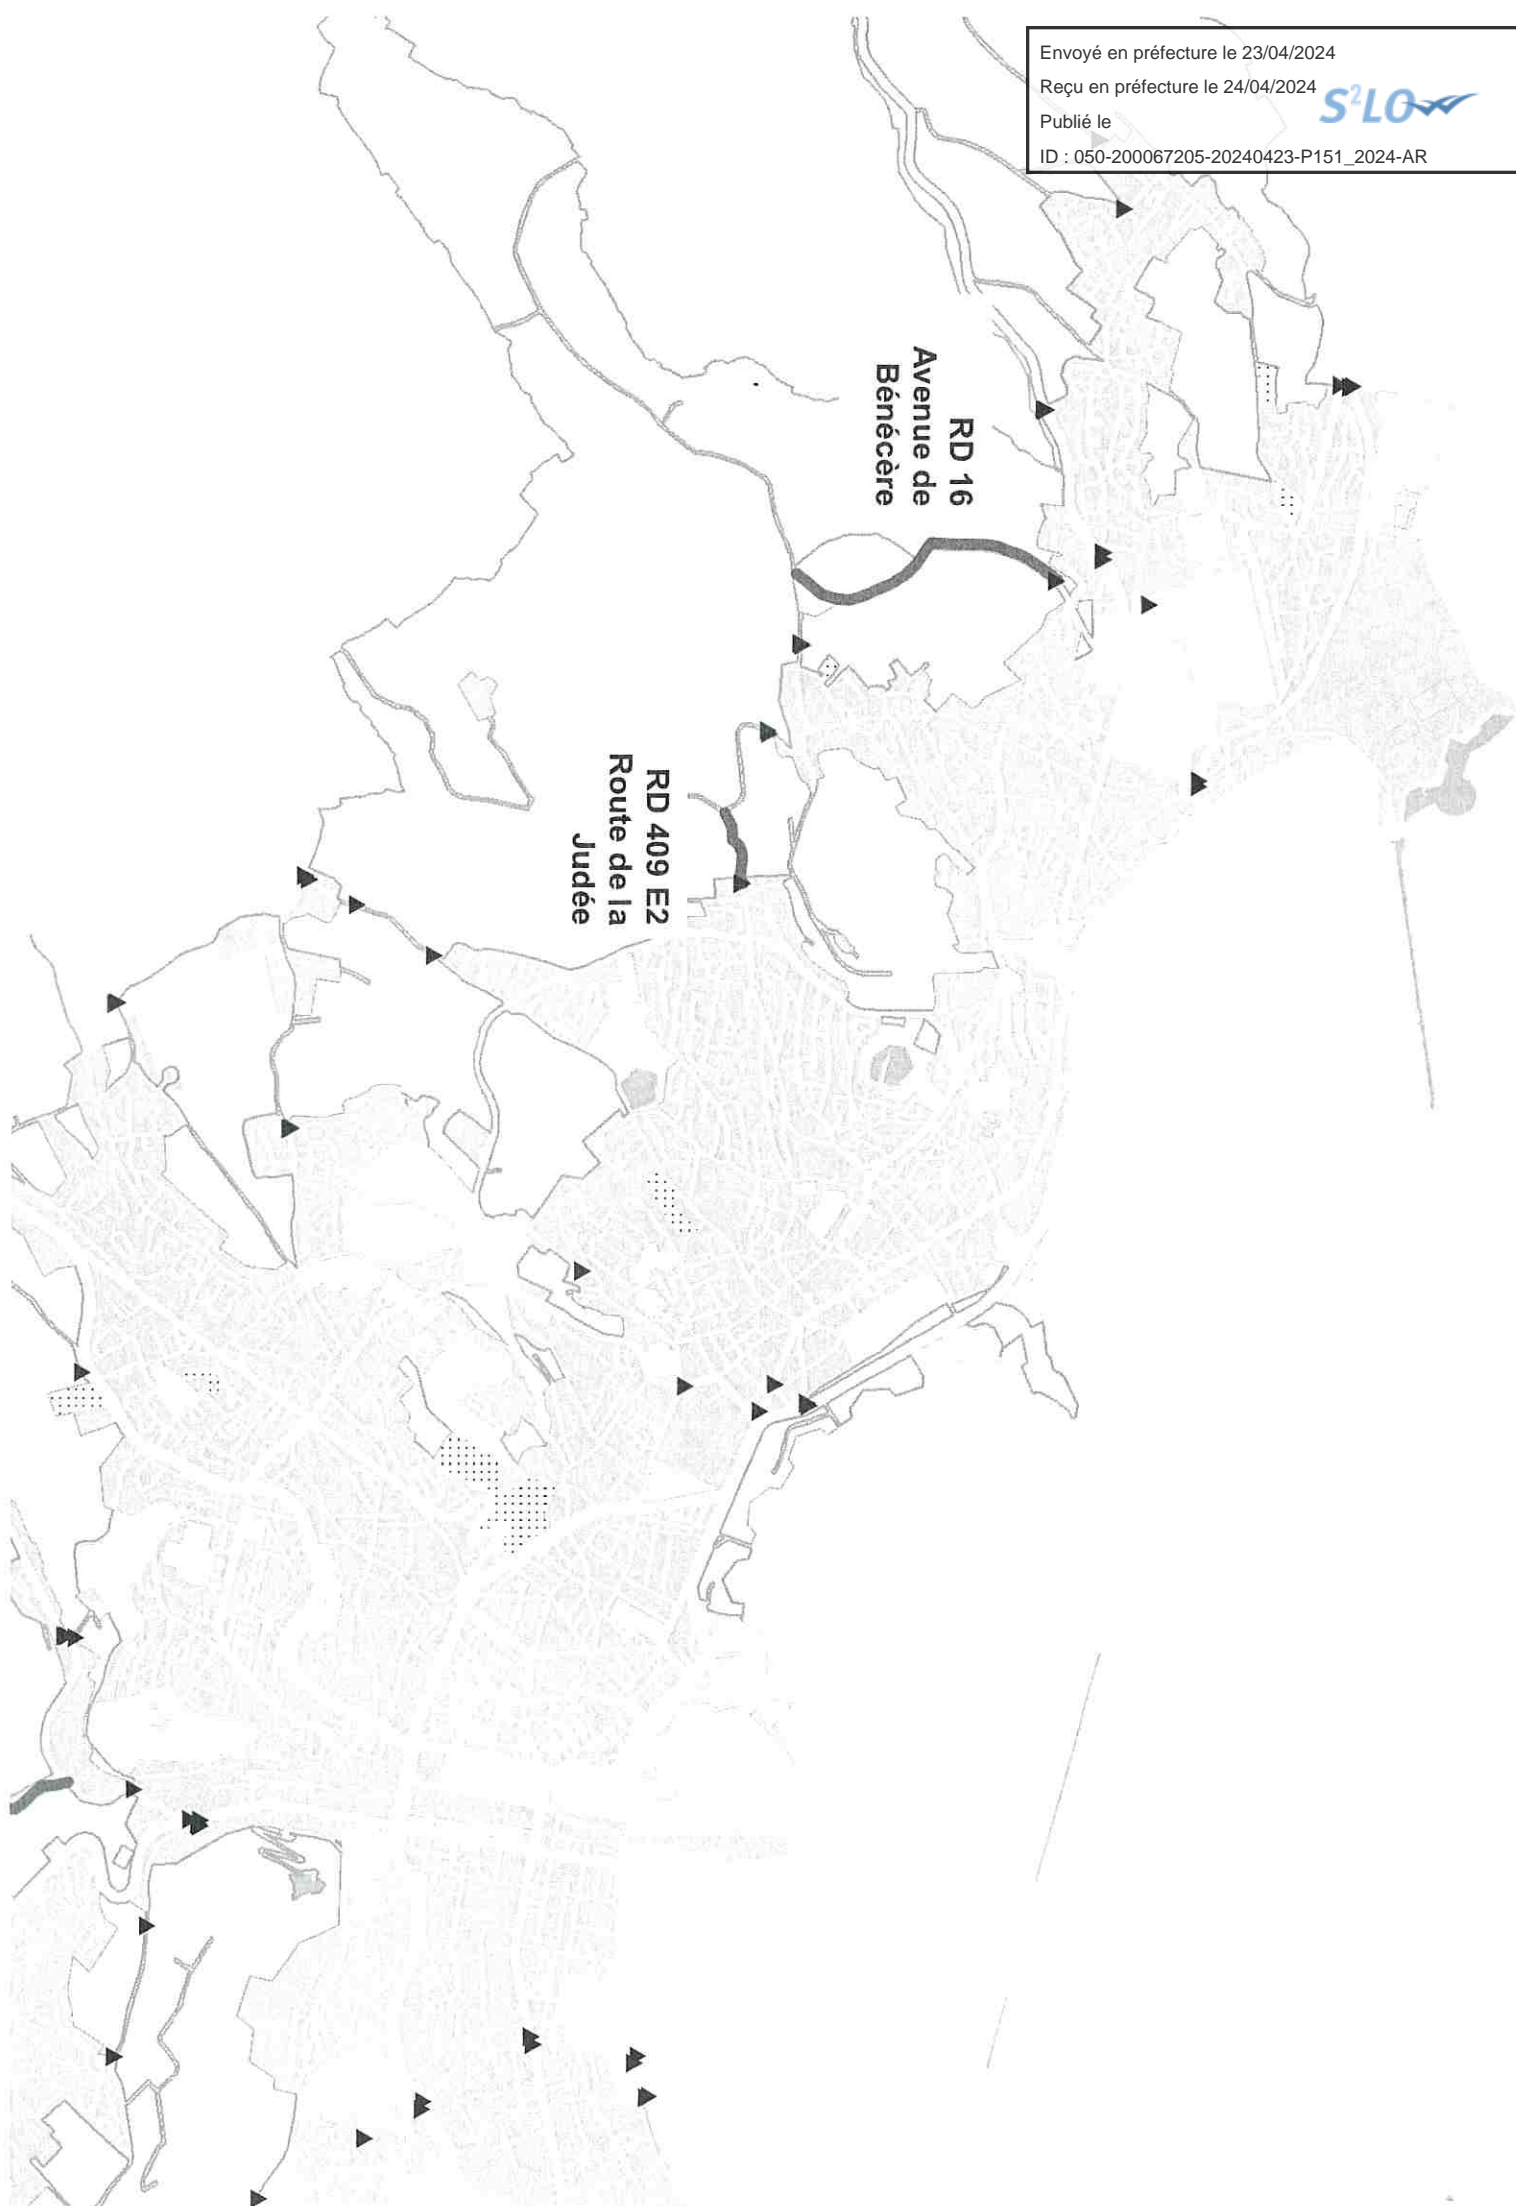 Envoyé en préfecture le 23/04/2024
Reçu en préfecture le 24/04/2024
S²LOW
Publié le
ID : 050-200067205-20240423-P151_2024-AR
RD 16
Avenue de
Bénécère
RD 409 E2
Route de la
Judée